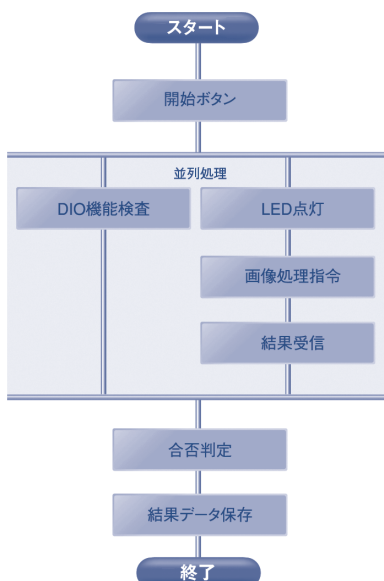 スタート
開始ボタン
並列処理
DIO機能検査
LED点灯
画像処理指令
結果受信
合否判定
結果データ保存
終了